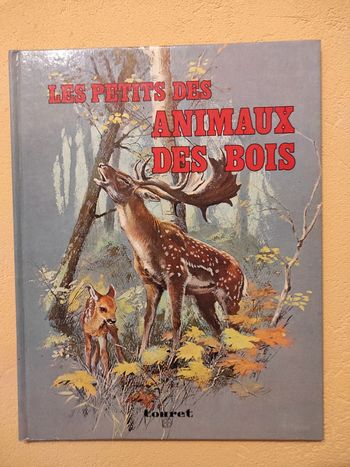 LES PETITS DES
ANIMAUX
DES BOIS
touret